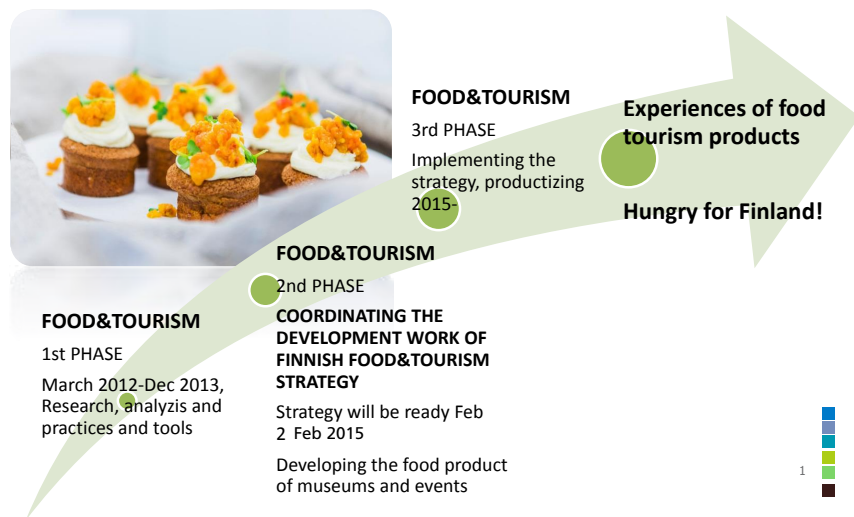 FOOD&TOURISM
1st PHASE
March 2012-Dec 2013,
Research, analyzis and
practices and tools
FOOD&TOURISM
2nd PHASE
COORDINATING THE
DEVELOPMENT WORK OF
FINNISH FOOD&TOURISM
STRATEGY
Strategy will be ready Feb
2 Feb 2015
Developing the food product
of museums and events
FOOD&TOURISM
3rd PHASE
Implementing the
strategy, productizing
2015-
Experiences of food
tourism products
Hungry for Finland!
1